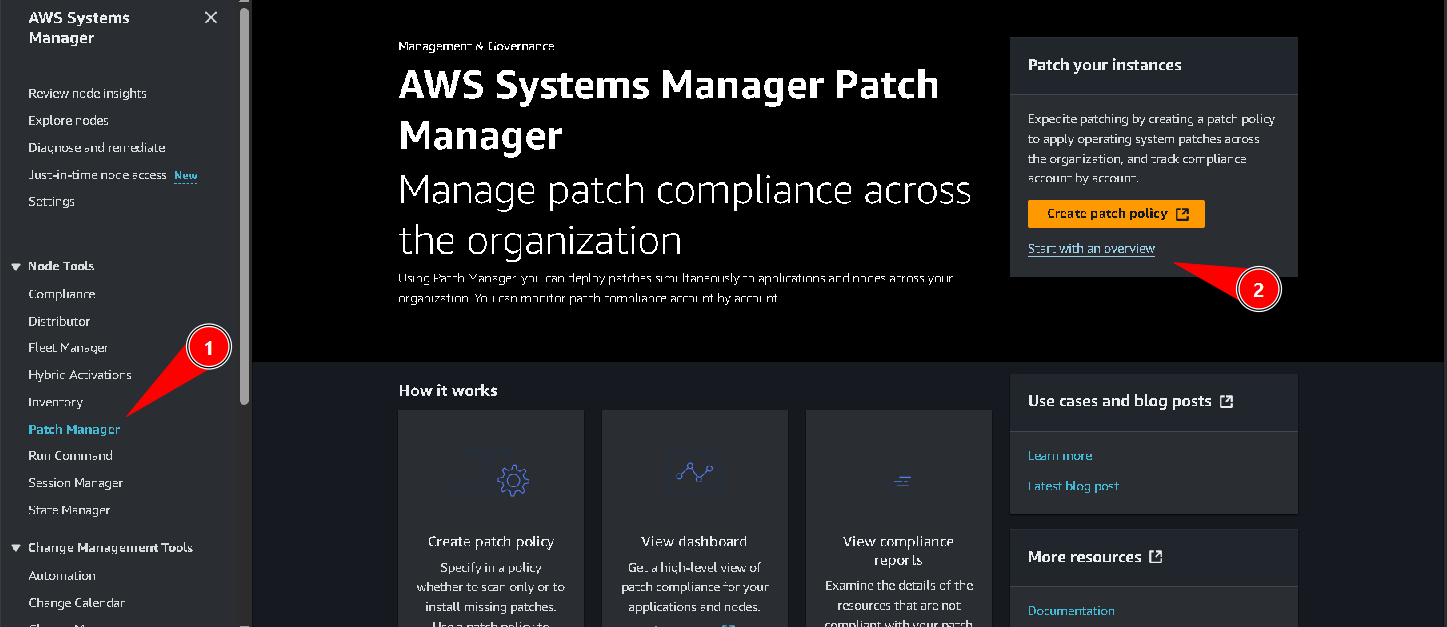 AWS Systems
Manager
Review node insights
Explore nodes
Diagnose and remediate
Just-in-time node access New
Settings
Node Tools
Compliance
Distributor
Fleet Manager
Hybrid Activations
Inventory
Patch Manager
Run Command
Session Manager
State Manager
Change Management Tools
Automation
Change Calendar
1
Management & Governance
AWS Systems Manager Patch
Manager
Manage patch compliance across
the organization
Using Patch Manager, you can deploy patches simultaneously to applications and nodes across your
organization. You can monitor patch compliance account by account.
Patch your instances
Expedite patching by creating a patch policy
to apply operating system patches across
the organization, and track compliance
account by account.
Create patch policy
Start with an overview
2
How it works
Create patch policy
Specify in a policy
whether to scan only or to
install missing patches.
Use a patch policy to
View dashboard
Get a high-level view of
patch compliance for your
applications and nodes.
View compliance
reports
Examine the details of the
resources that are not
compliant with your patch
Use cases and blog posts
Learn more
Latest blog post
More resources
Documentation